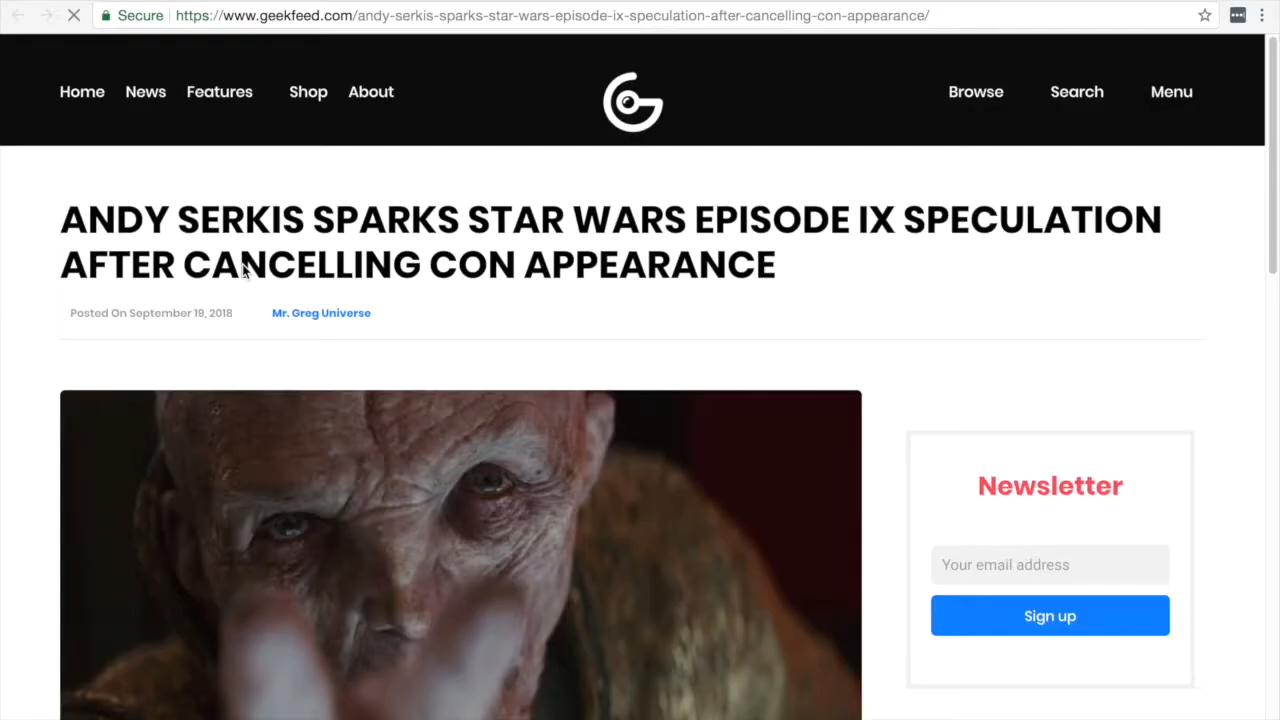 Secure
https://www.geekfeed.com/andy-serkis-sparks-star-wars-episode-ix-speculation-after-cancelling-con-appearance/
Home News Features Shop About
Browse Search Menu
ANDY SERKIS SPARKS STAR WARS EPISODE IX SPECULATION
AFTER CANCELLING CON APPEARANCE
Posted On September 19, 2018 Mr. Greg Universe
Newsletter
Your email address
Sign up